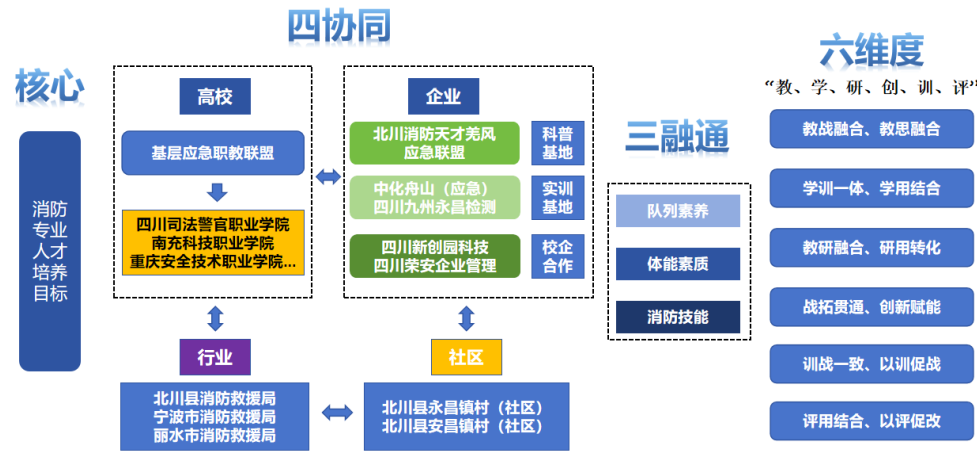 核心
消防
专业
人才
培养
目标
四协同
高校
基层应急职教联盟
四川司法警官职业学院
南充科技职业学院
重庆安全技术职业学院...
企业
北川消防天才羌风
应急联盟
科普
基地
中化舟山（应急）
四川九州永昌检测
实训
基地
四川新创园科技
四川荣安企业管理
校企
合作
行业
北川县消防救援局
宁波市消防救援局
丽水市消防救援局
社区
北川县永昌镇村（社区）
北川县安昌镇村（社区）
三融通
队列素养
体能素质
消防技能
六维度
“教、学、研、创、训、评”
教战融合、教思融合
学训一体、学用结合
教研融合、研用转化
战拓贯通、创新赋能
训战一致、以训促战
评用结合、以评促改